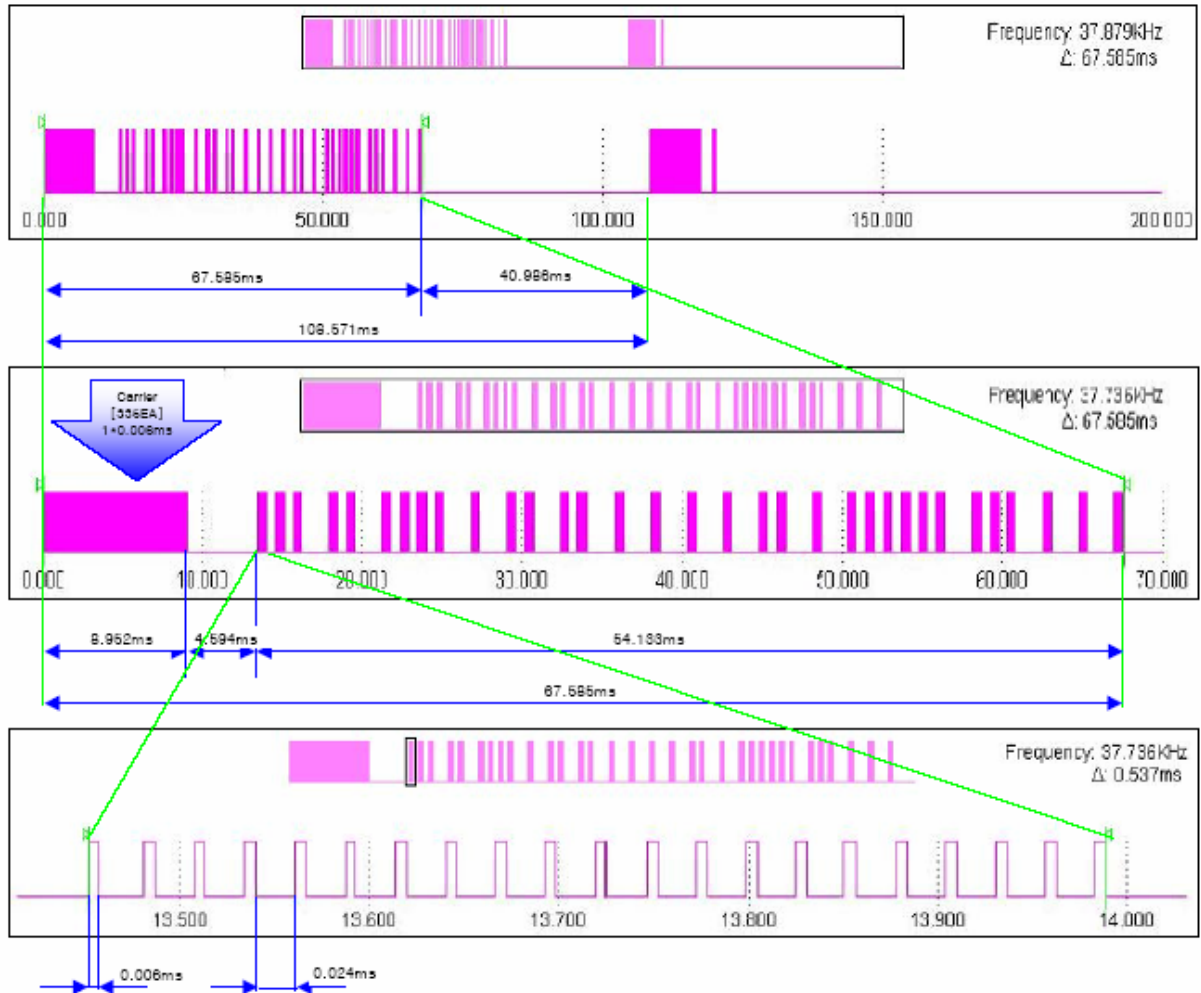 Frequency: 37.879KHz
Δ: 67.585ms
0.000 50.000 100.000 150.000 200.000
67.585ms 40.986ms
108.571ms
Carrier
[336EA]
1*0.006ms
Frequency: 37.736KHz
Δ: 67.585ms
0.000 10.000 20.000 30.000 40.000 50.000 60.000 70.000
8.952ms 4.594ms 54.133ms
67.585ms
Frequency: 37.736KHz
Δ: 0.537ms
13.500 13.600 13.700 13.800 13.900 14.000
0.006ms 0.024ms